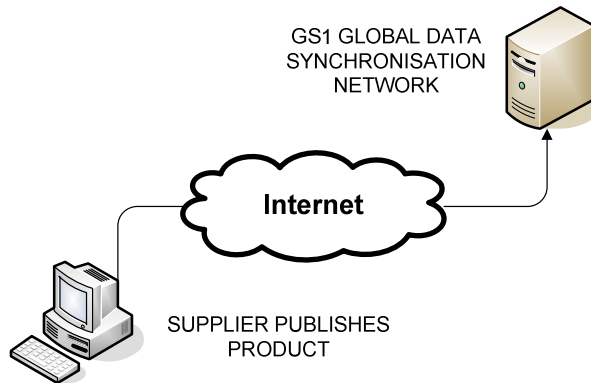 GS1 GLOBAL DATA
SYNCHRONISATION
NETWORK
Internet
SUPPLIER PUBLISHES
PRODUCT